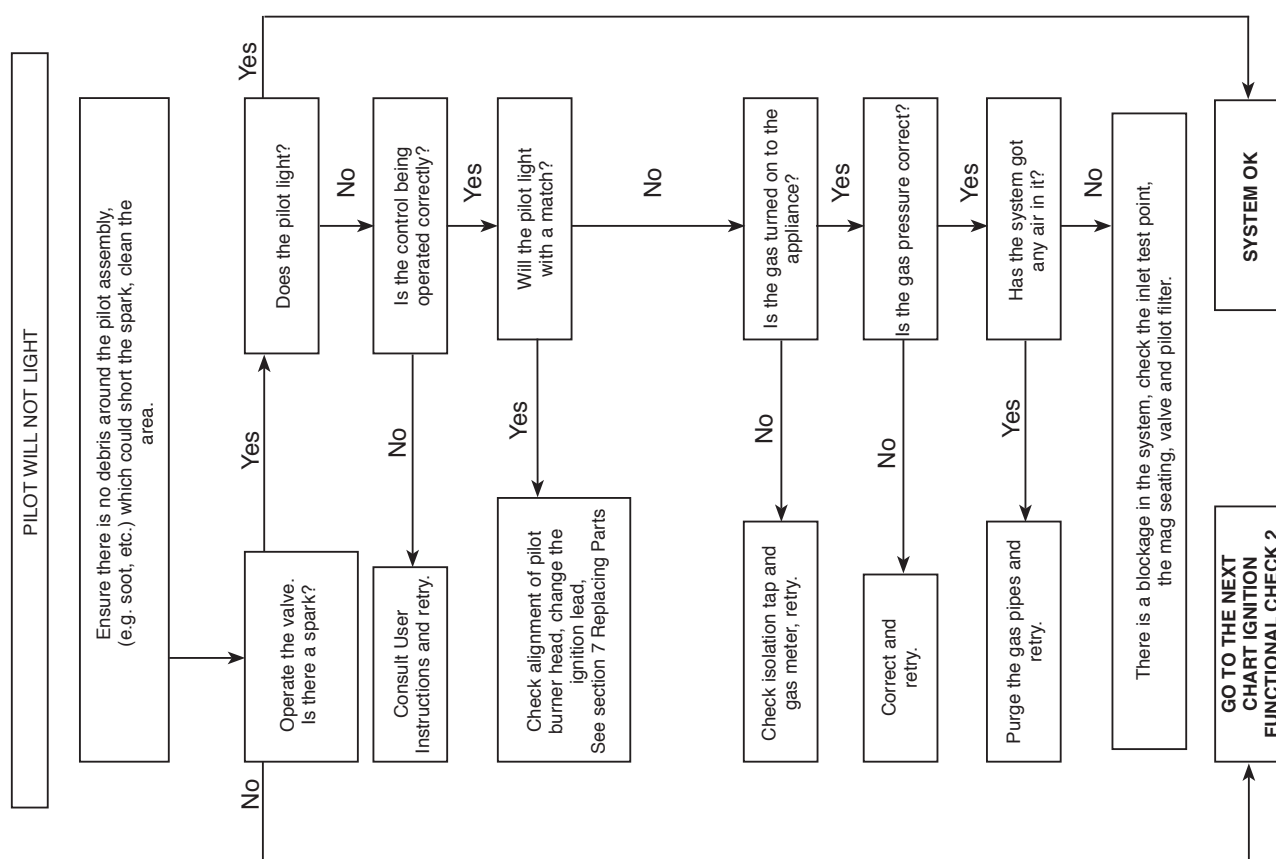 PILOT WILL NOT LIGHT
Ensure there is no debris around the pilot assembly,
(e.g. soot, etc.) which could short the spark, clean the
area.
Operate the valve.
Is there a spark?
No
Yes
Does the pilot light?
Yes
No
Is the control being
operated correctly?
No
Consult User
Instructions and retry.
Yes
Will the pilot light
with a match?
Yes
Check alignment of pilot
burner head, change the
ignition lead,
See section 7 Replacing Parts
No
Is the gas turned on to the
appliance?
No
Check isolation tap and
gas meter, retry.
Yes
Is the gas pressure correct?
No
Correct and
retry.
Yes
Has the system got
any air in it?
Yes
Purge the gas pipes and
retry.
No
There is a blockage in the system, check the inlet test point,
the mag seating, valve and pilot filter.
GO TO THE NEXT
CHART IGNITION
FUNCTIONAL CHECK 2
SYSTEM OK